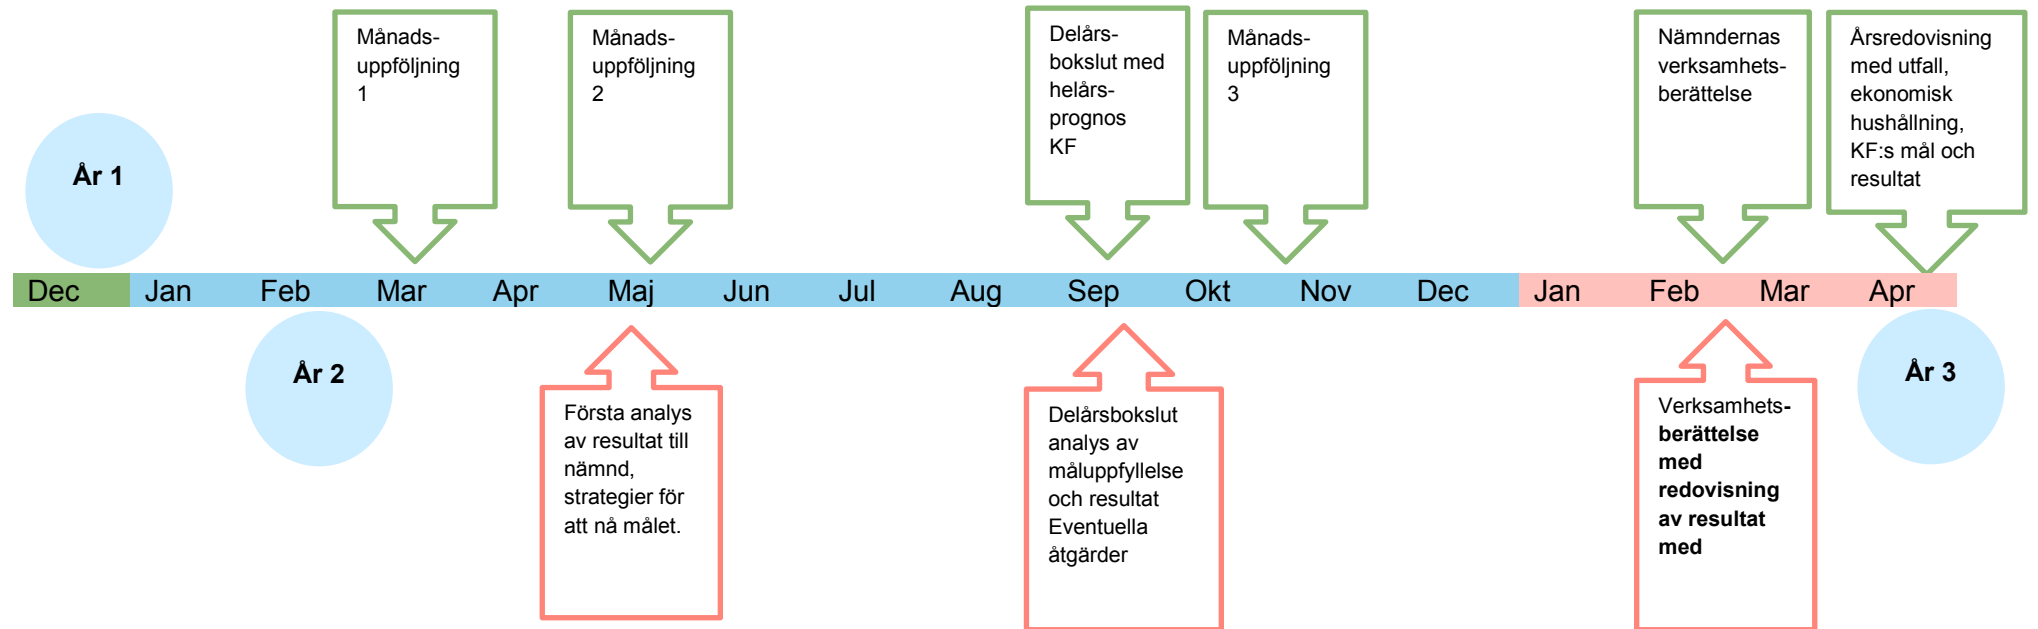 Månads-
uppföljning
1
Månads-
uppföljning
2
Delårs-
bokslut med
helårs-
prognos
KF
Månads-
uppföljning
3
Nämndernas
verksamhets-
berättelse
Årsredovisning
med utfall,
ekonomisk
hushållning,
KF:s mål och
resultat
År 1
Dec Jan Feb Mar Apr Maj Jun Jul Aug Sep Okt Nov Dec Jan Feb Mar Apr
År 2
Första analys
av resultat till
nämnd,
strategier för
att nå målet.
Delårsbokslut
analys av
måluppfyllelse
och resultat
Eventuella
åtgärder
Verksamhets-
berättelse
med
redovisning
av resultat
med
År 3